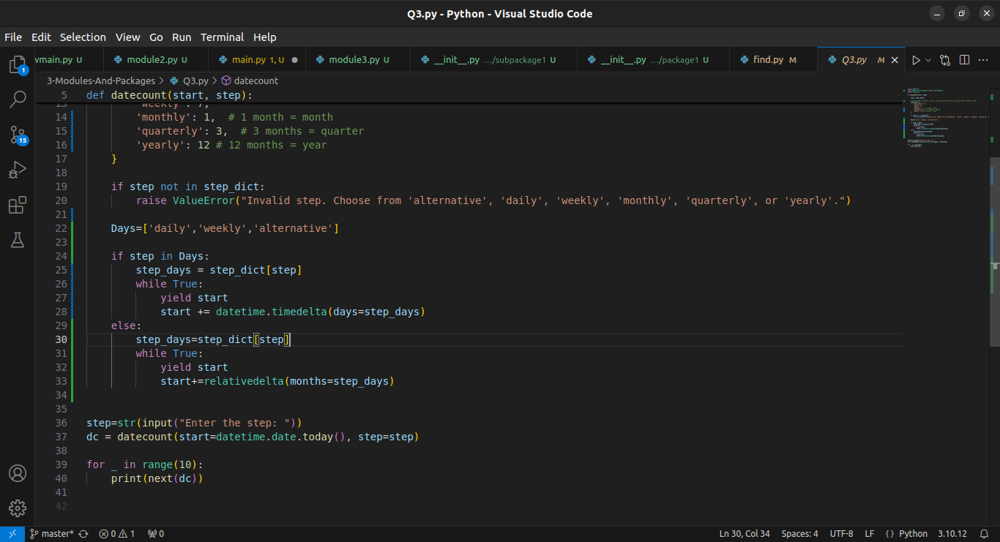 Q3.py - Python - Visual Studio Code
File Edit Selection View Go Run Terminal Help
vmain.py U module2.py U main.py 1, U module3.py U __init__.py .../subpackage1 U __init__.py .../package1 U find.py M Q3.py M
1
3-Modules-And-Packages > Q3.py > datecount
5 def datecount(start, step):
13 'weekly': 7,
14 'monthly': 1, # 1 month = month
15 'quarterly': 3, # 3 months = quarter
15
16 'yearly': 12 # 12 months = year
17 }
18
19 if step not in step_dict:
20 raise ValueError("Invalid step. Choose from 'alternative', 'daily', 'weekly', 'monthly', 'quarterly', or 'yearly'.")
21
22 Days=['daily','weekly','alternative']
23
24 if step in Days:
25 step_days = step_dict[step]
26 while True:
27 yield start
28 start += datetime.timedelta(days=step_days)
29 else:
30 step_days=step_dict[step]
31 while True:
32 yield start
33 start+=relativedelta(months=step_days)
34
35
36 step=str(input("Enter the step: "))
37 dc = datecount(start=datetime.date.today(), step=step)
38
39 for _ in range(10):
40 print(next(dc))
41
42
master* 0 1 0 Ln 30, Col 34 Spaces: 4 UTF-8 LF {} Python 3.10.12